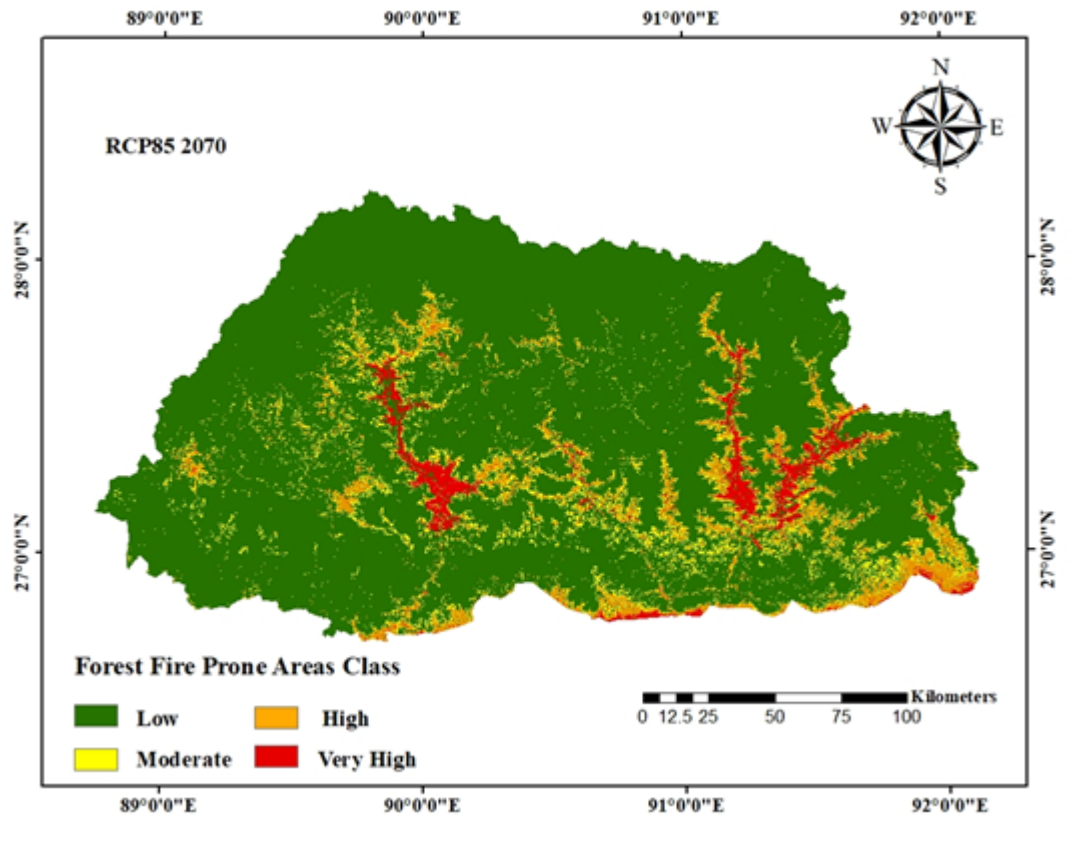 89°0'0"E 90°0'0"E 91°0'0"E 92°0'0"E
N
W E
S
RCP85 2070
28°0'0"N 28°0'0"N
27°0'0"N 27°0'0"N
Forest Fire Prone Areas Class
Low High
Moderate Very High
Kilometers
0 12.5 25 50 75 100
89°0'0"E 90°0'0"E 91°0'0"E 92°0'0"E